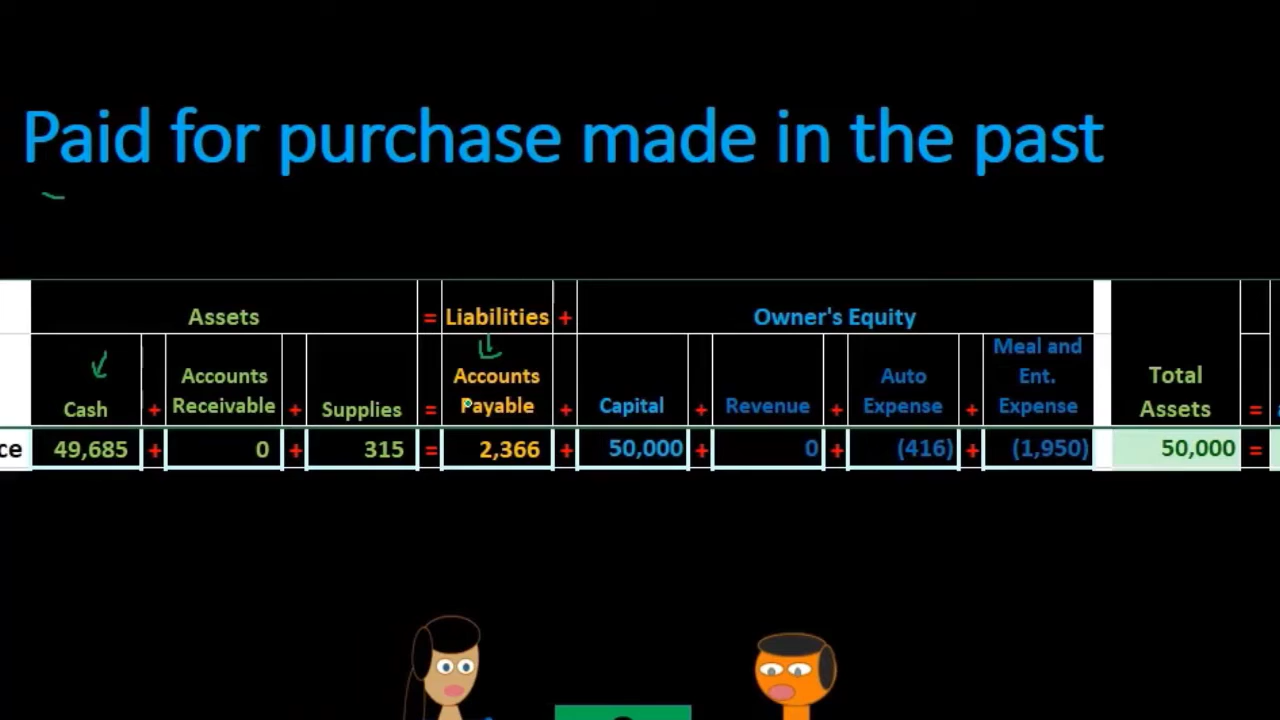 Paid for purchase made in the past
Assets = Liabilities + Owner's Equity
Cash + Accounts Receivable + Supplies = Accounts Payable + Capital + Revenue + Auto Expense + Meal and Ent. Expense Total Assets =
ce 49,685 + 0 + 315 = 2,366 + 50,000 + 0 + (416) + (1,950) 50,000 =